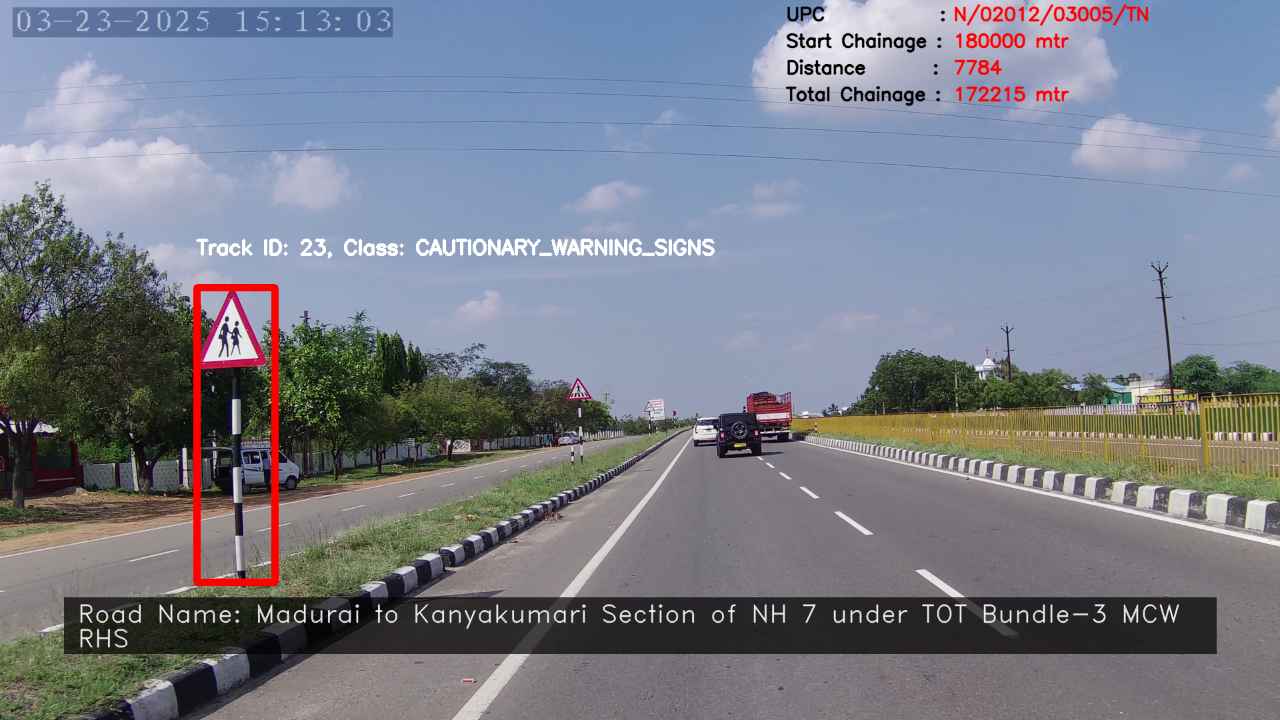 03-23-2025 15:13:03
UPC : N/02012/03005/TN
Start Chainage : 180000 mtr
Distance : 7784
Total Chainage : 172215 mtr
Track ID: 23, Class: CAUTIONARY_WARNING_SIGNS
Road Name: Madurai to Kanyakumari Section of NH 7 under TOT Bundle-3 MCW
RHS